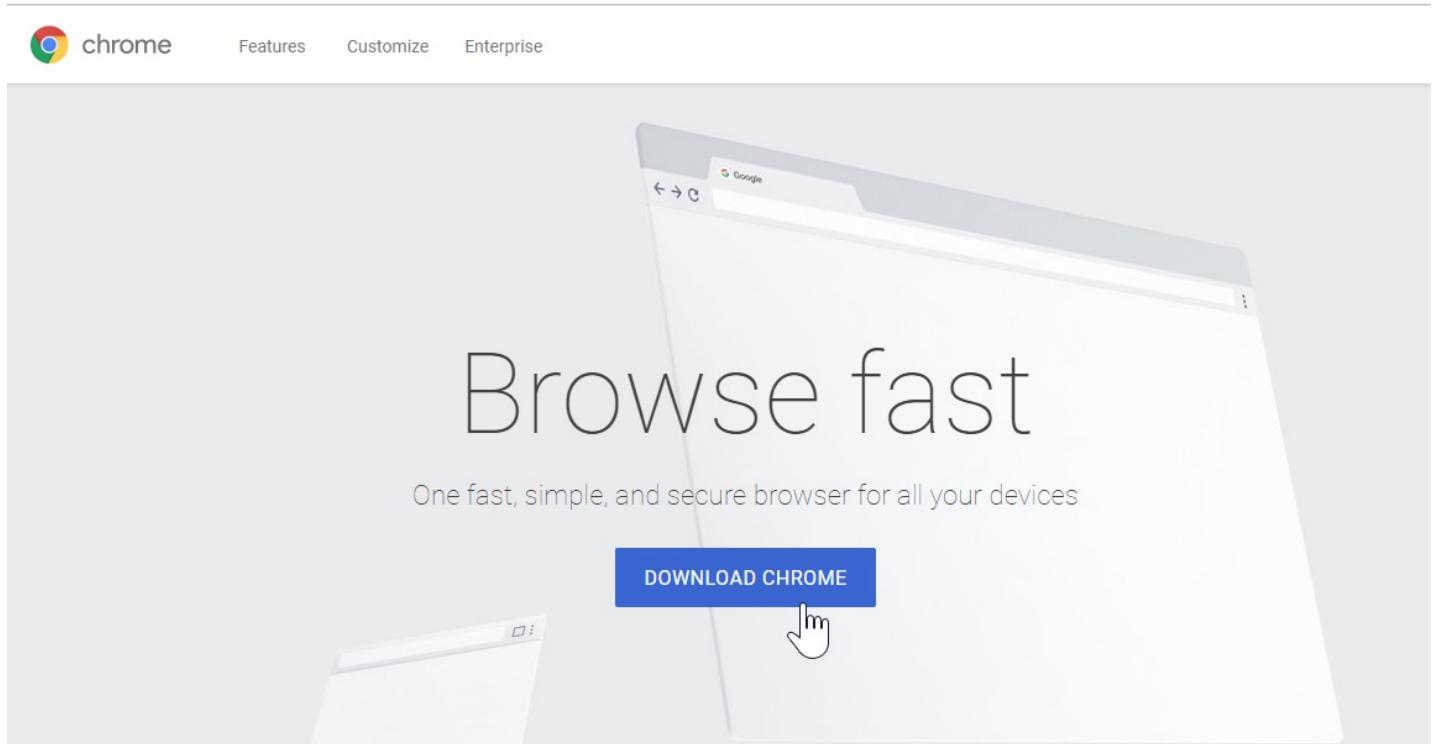 chrome Features Customize Enterprise
Google
Browse fast
One fast, simple, and secure browser for all your devices
DOWNLOAD CHROME